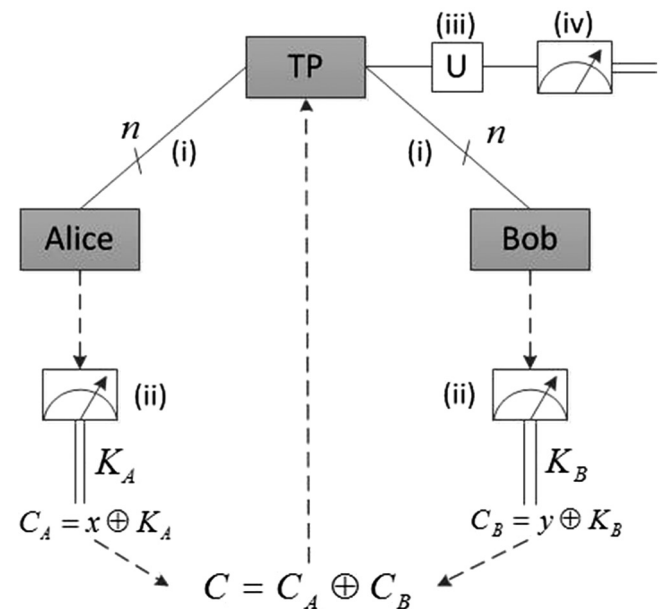 (iii) (iv)
TP U
n (i) (i) n
Alice Bob
(ii) (ii)
K_A K_B
C_A = x ⊕ K_A C_B = y ⊕ K_B
C = C_A ⊕ C_B